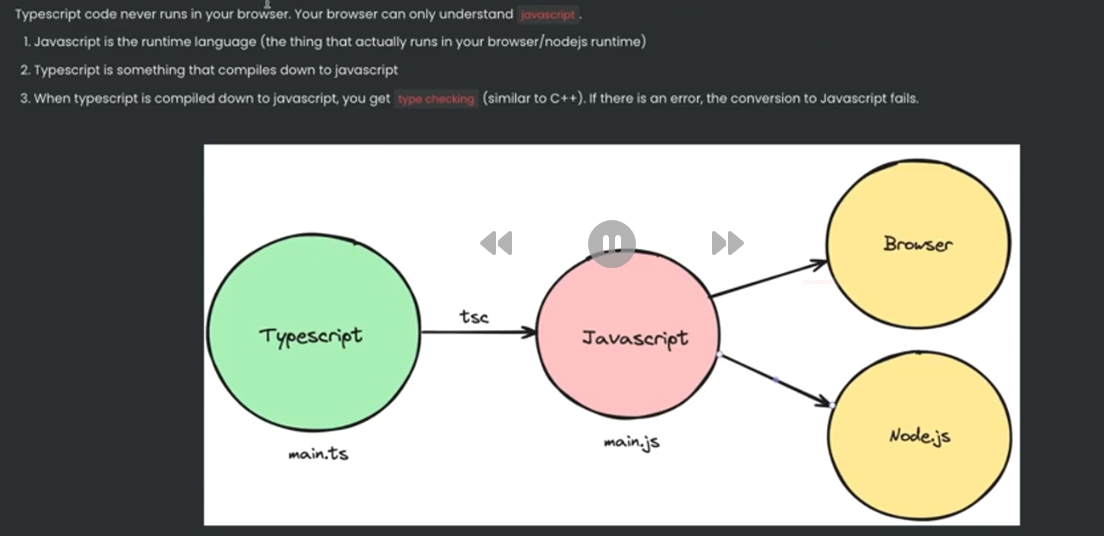 Typescript code never runs in your browser. Your browser can only understand javascript .
1. Javascript is the runtime language (the thing that actually runs in your browser/nodejs runtime)
2. Typescript is something that compiles down to javascript
3. When typescript is compiled down to javascript, you get type checking (similar to C++). If there is an error, the conversion to Javascript fails.
Browser
tsc
Typescript
Javascript
Node.js
main.js
main.ts